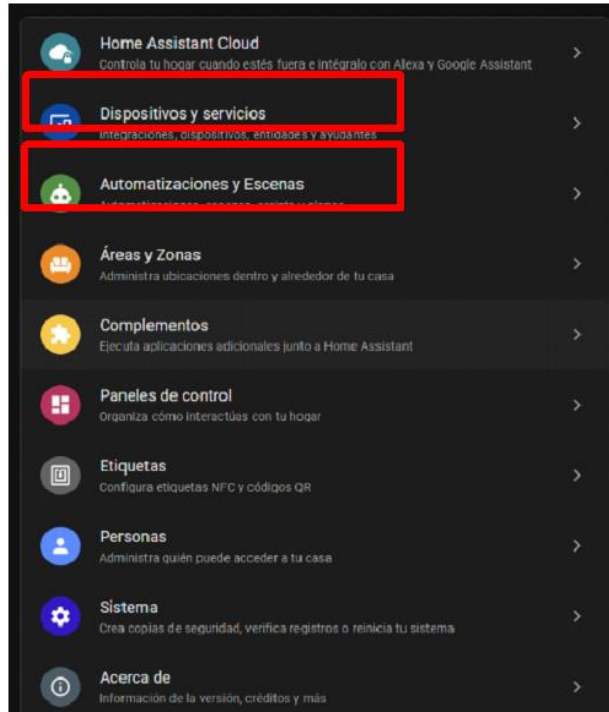 Home Assistant Cloud
Controla tu hogar cuando estés fuera e intégralo con Alexa y Google Assistant
Dispositivos y servicios
Integraciones, dispositivos, entidades y ayudantes
Automatizaciones y Escenas
Automatizaciones, escenas, scripts y planos
Áreas y Zonas
Administra ubicaciones dentro y alrededor de tu casa
Complementos
Ejecuta aplicaciones adicionales junto a Home Assistant
Paneles de control
Organiza cómo interactúas con tu hogar
Etiquetas
Configura etiquetas NFC y códigos QR
Personas
Administra quién puede acceder a tu casa
Sistema
Crea copias de seguridad, verifica registros o reinicia tu sistema
Acerca de
Información de la versión, créditos y más